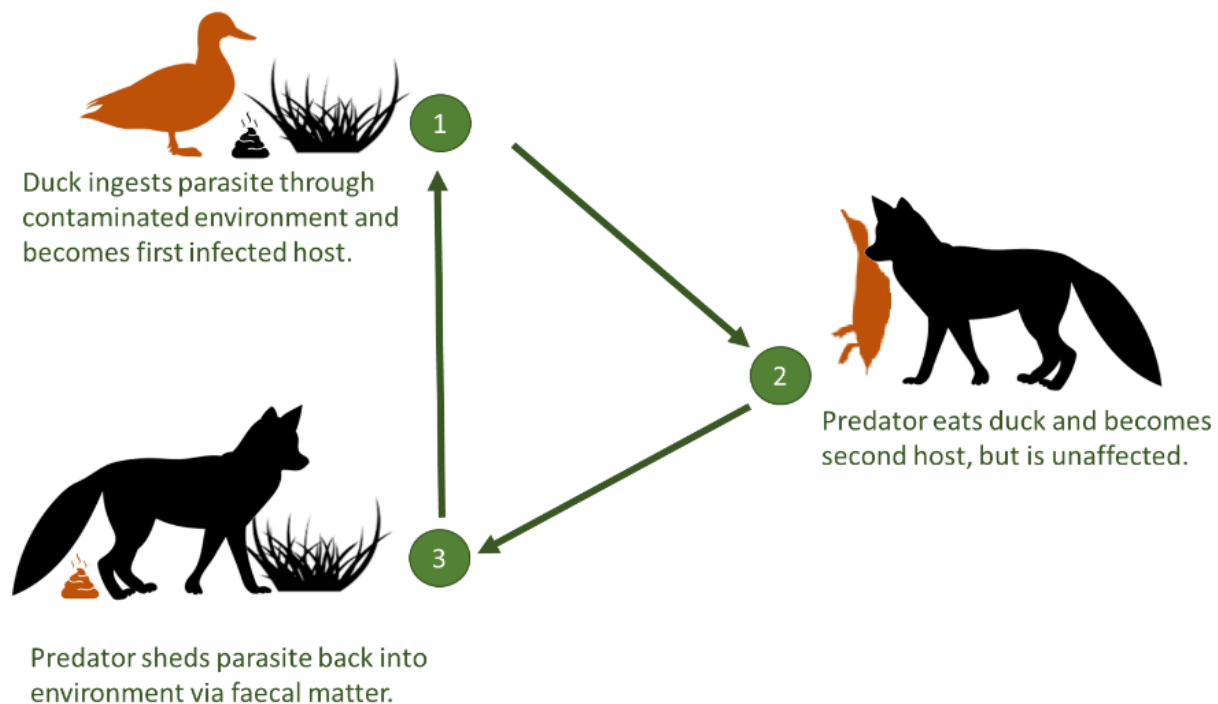 1
Duck ingests parasite through
contaminated environment and
becomes first infected host.
2
Predator eats duck and becomes
second host, but is unaffected.
3
Predator sheds parasite back into
environment via faecal matter.